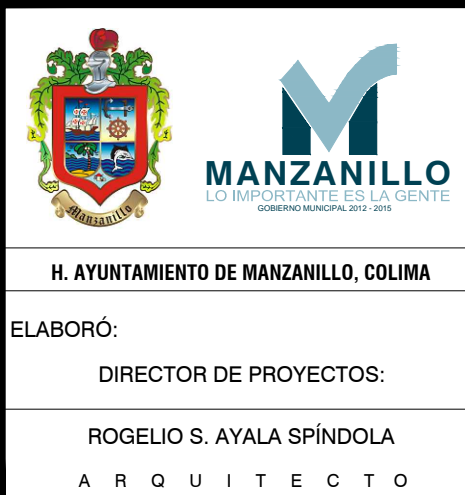 Manzanillo
MANZANILLO
LO IMPORTANTE ES LA GENTE
GOBIERNO MUNICIPAL 2012 - 2015
H. AYUNTAMIENTO DE MANZANILLO, COLIMA
ELABORÓ:
DIRECTOR DE PROYECTOS:
ROGELIO S. AYALA SPÍNDOLA
A R Q U I T E C T O